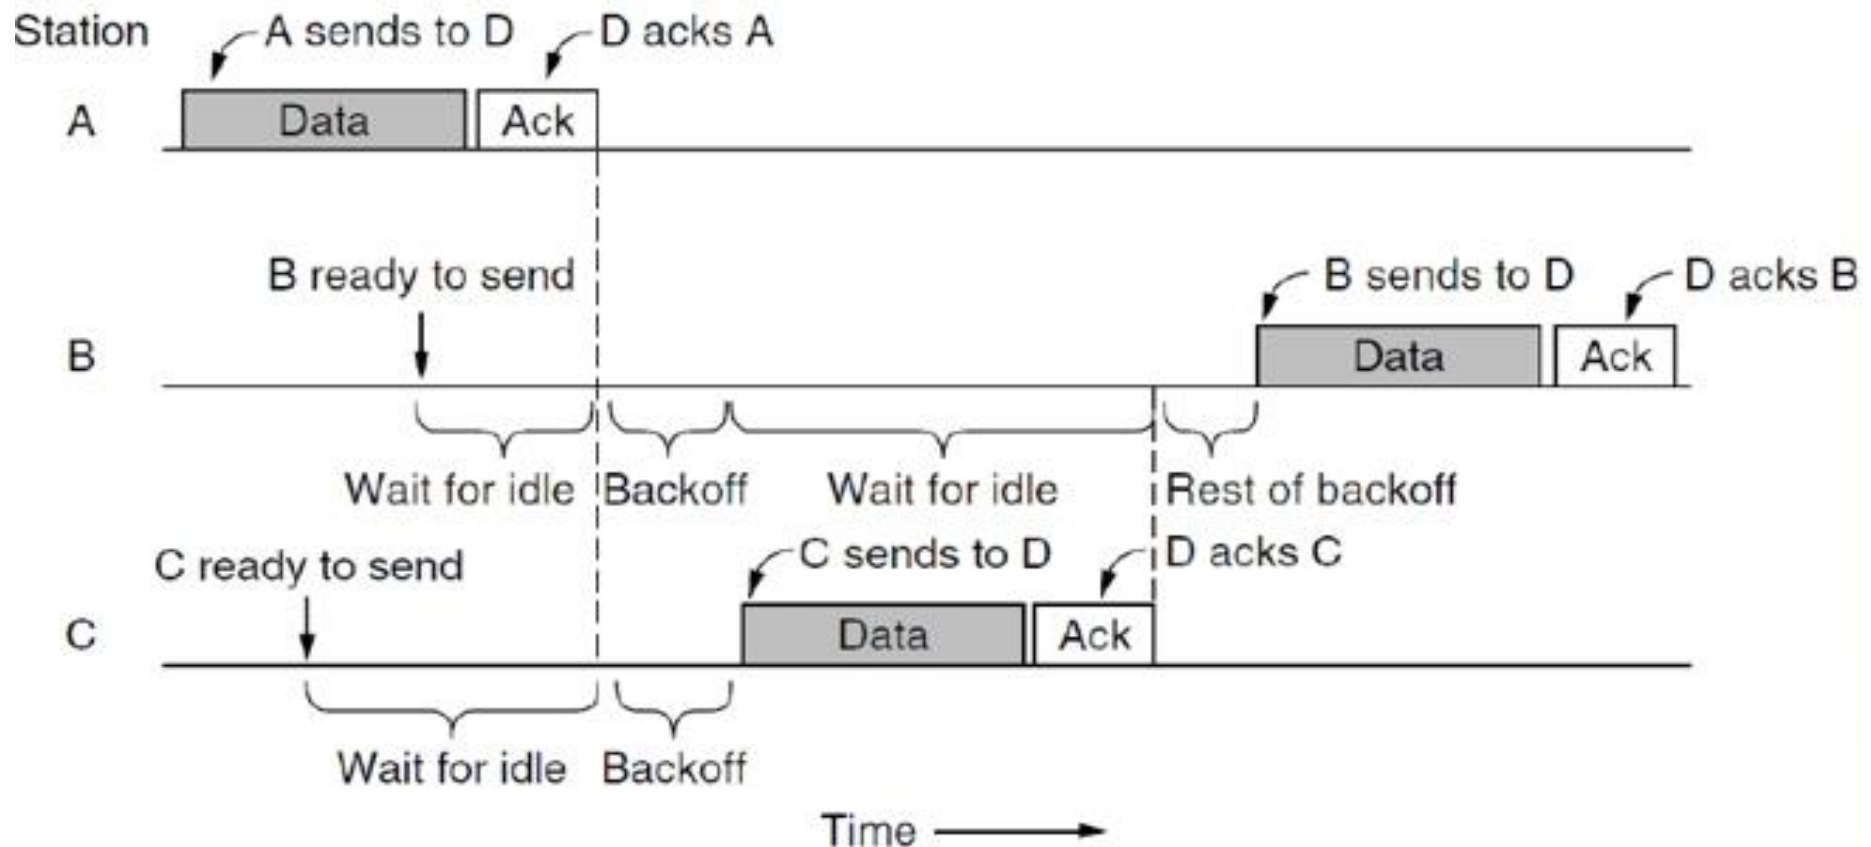 Station
A sends to D
D acks A
A
Data
Ack
B ready to send
B sends to D
D acks B
B
Data
Ack
Wait for idle
Backoff
Wait for idle
Rest of backoff
C ready to send
C sends to D
D acks C
C
Data
Ack
Wait for idle
Backoff
Time